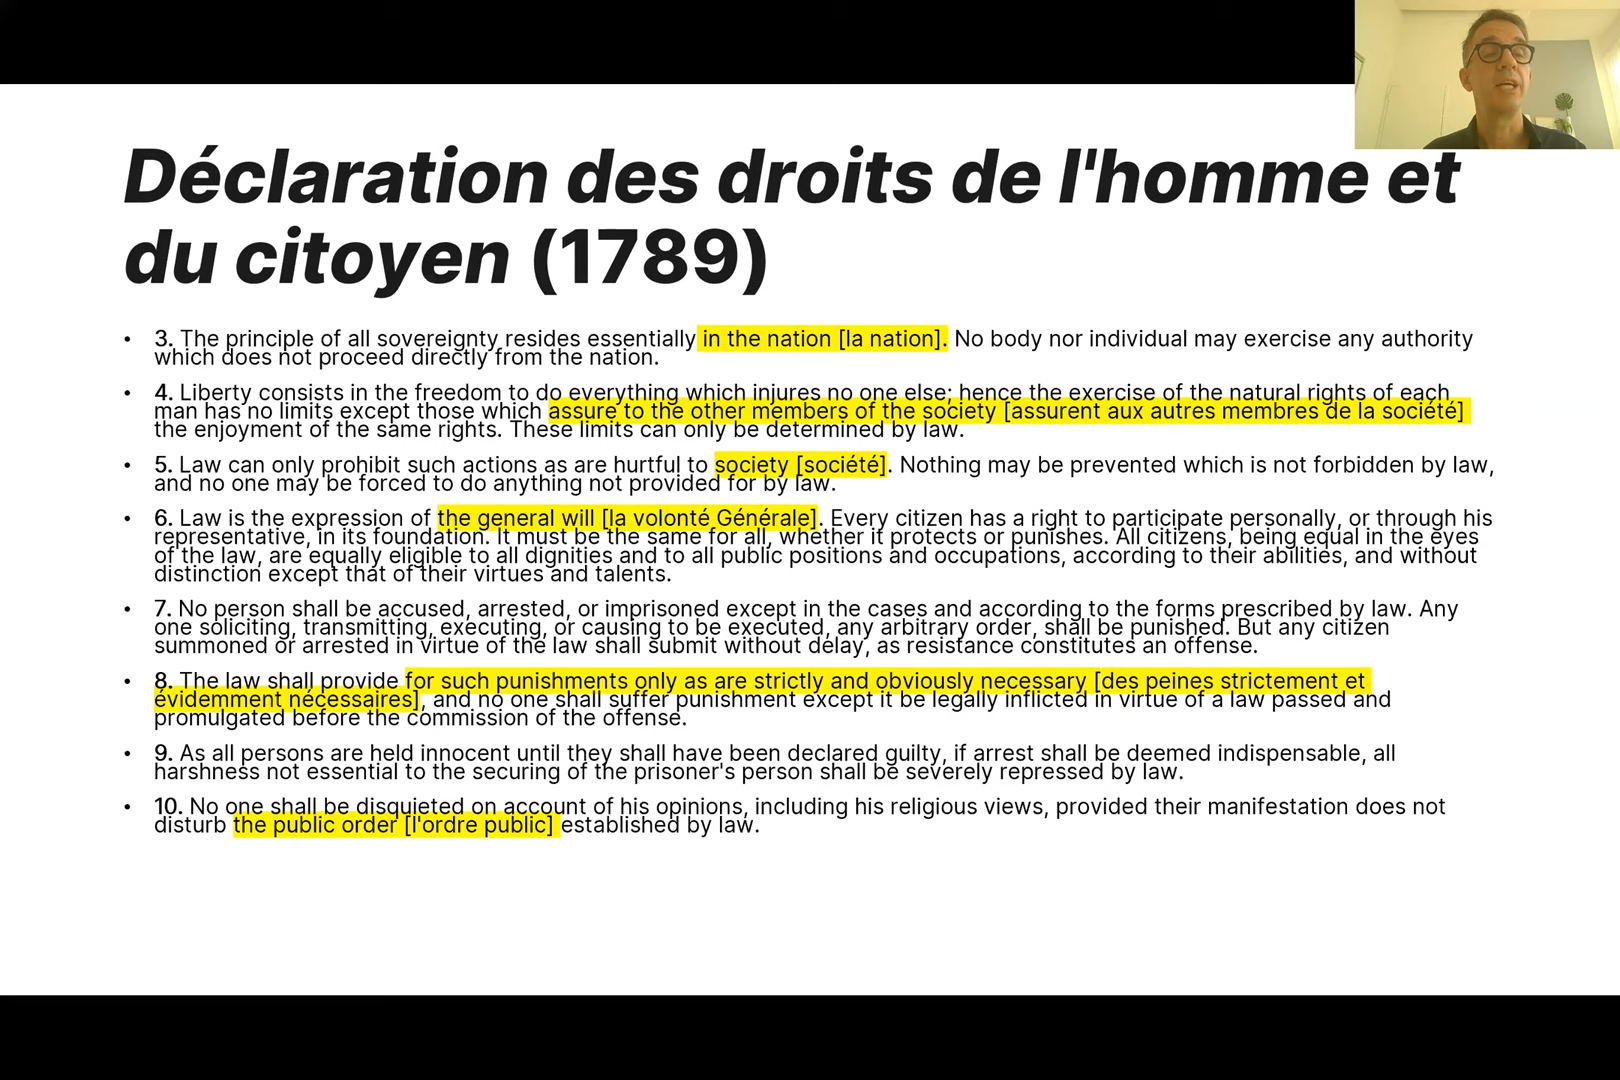 Déclaration des droits de l'homme et
du citoyen (1789)
• 3. The principle of all sovereignty resides essentially in the nation [la nation]. No body nor individual may exercise any authority
which does not proceed directly from the nation.
• 4. Liberty consists in the freedom to do everything which injures no one else; hence the exercise of the natural rights of each
man has no limits except those which assure to the other members of the society [assurent aux autres membres de la société]
the enjoyment of the same rights. These limits can only be determined by law.
• 5. Law can only prohibit such actions as are hurtful to society [société]. Nothing may be prevented which is not forbidden by law,
and no one may be forced to do anything not provided for by law.
• 6. Law is the expression of the general will [la volonté Générale]. Every citizen has a right to participate personally, or through his
representative, in its foundation. It must be the same for all, whether it protects or punishes. All citizens, being equal in the eyes
of the law, are equally eligible to all dignities and to all public positions and occupations, according to their abilities, and without
distinction except that of their virtues and talents.
• 7. No person shall be accused, arrested, or imprisoned except in the cases and according to the forms prescribed by law. Any
one soliciting, transmitting, executing, or causing to be executed, any arbitrary order, shall be punished. But any citizen
summoned or arrested in virtue of the law shall submit without delay, as resistance constitutes an offense.
• 8. The law shall provide for such punishments only as are strictly and obviously necessary [des peines strictement et
évidemment nécessaires], and no one shall suffer punishment except it be legally inflicted in virtue of a law passed and
promulgated before the commission of the offense.
• 9. As all persons are held innocent until they shall have been declared guilty, if arrest shall be deemed indispensable, all
harshness not essential to the securing of the prisoner's person shall be severely repressed by law.
• 10. No one shall be disquieted on account of his opinions, including his religious views, provided their manifestation does not
disturb the public order [l'ordre public] established by law.